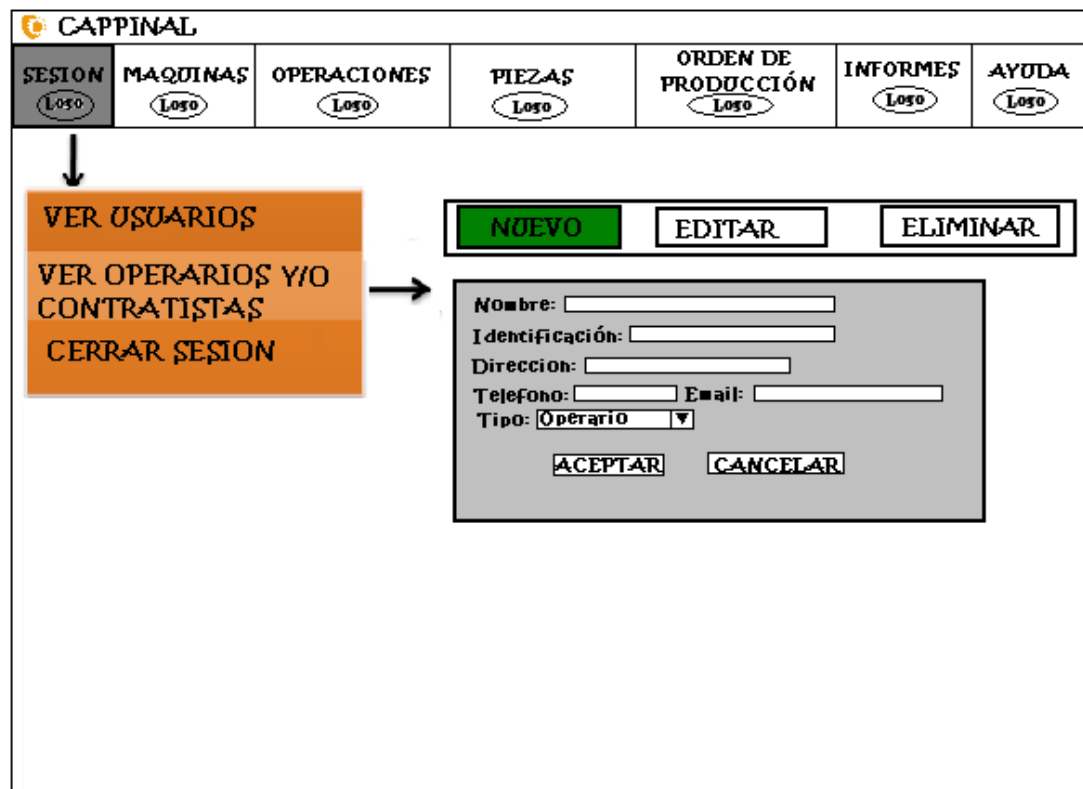 CAPPINAL
SESION MAQUINAS OPERACIONES PIEZAS ORDEN DE PRODUCCIÓN INFORMES AYUDA
Logo Logo Logo Logo Logo Logo Logo
VER USUARIOS
VER OPERARIOS Y/O
CONTRATISTAS
CERRAR SESION
NUEVO EDITAR ELIMINAR
Nombre:
Identificación:
Direccion:
Telefono: Email:
Tipo: Operario
ACEPTAR CANCELAR